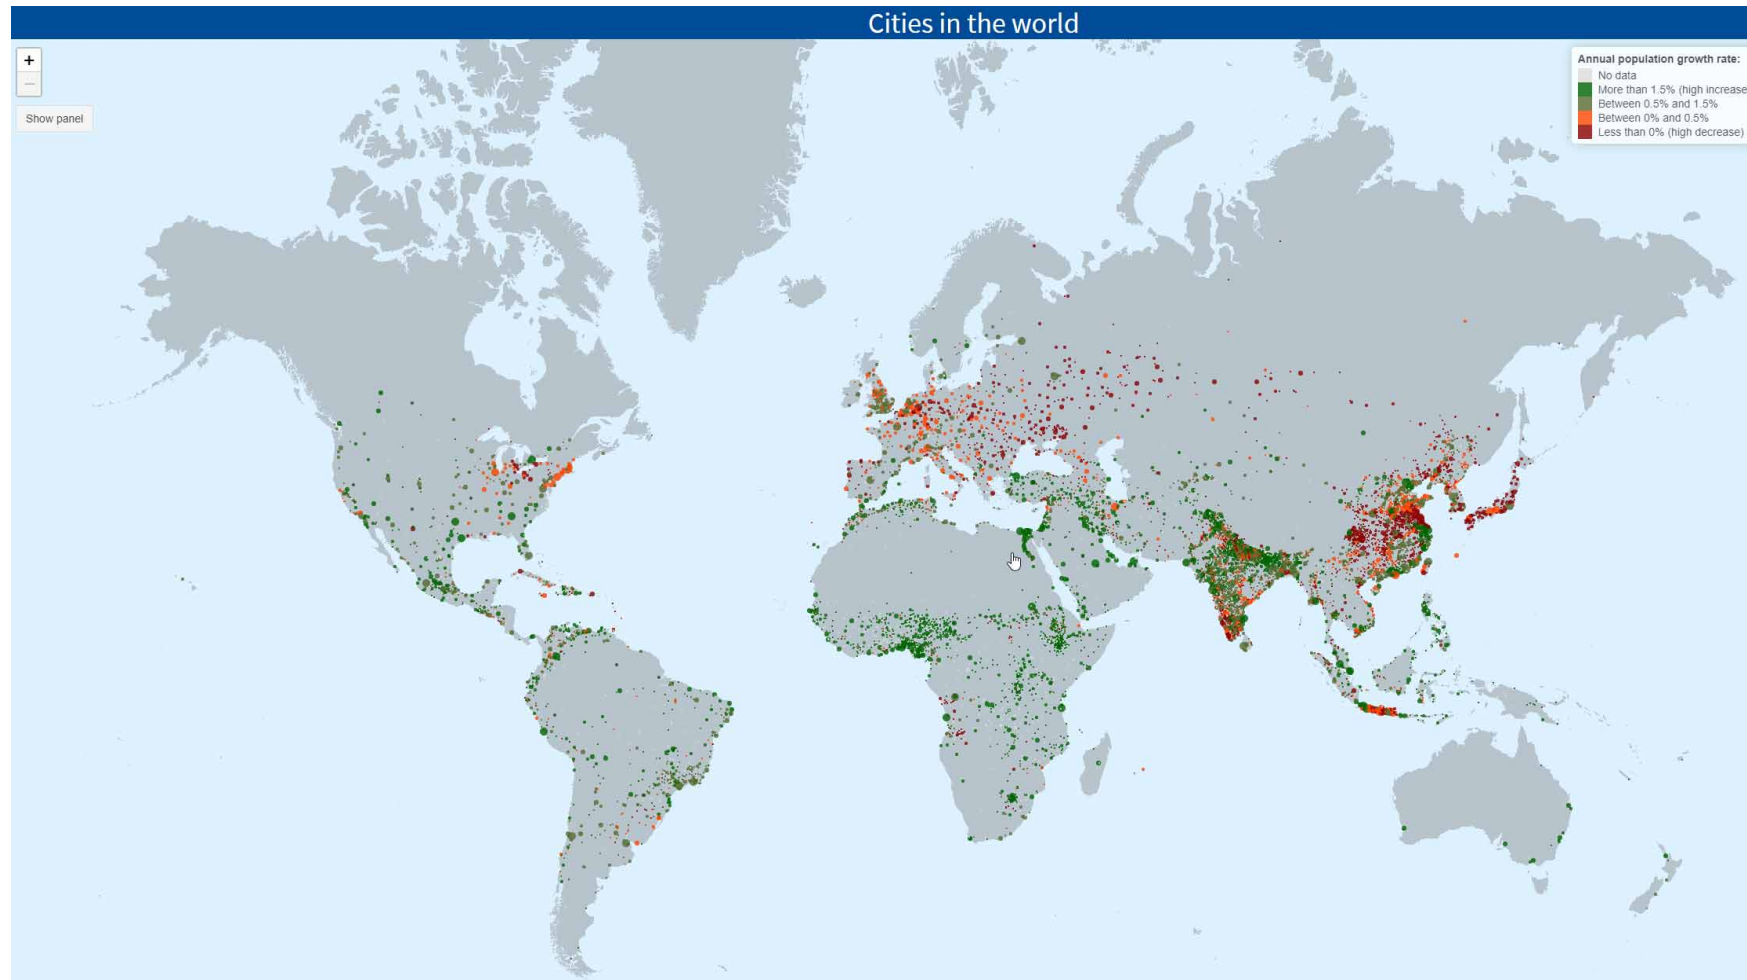 Cities in the world
+
−
Show panel
Annual population growth rate:
No data
More than 1.5% (high increase
Between 0.5% and 1.5%
Between 0% and 0.5%
Less than 0% (high decrease)